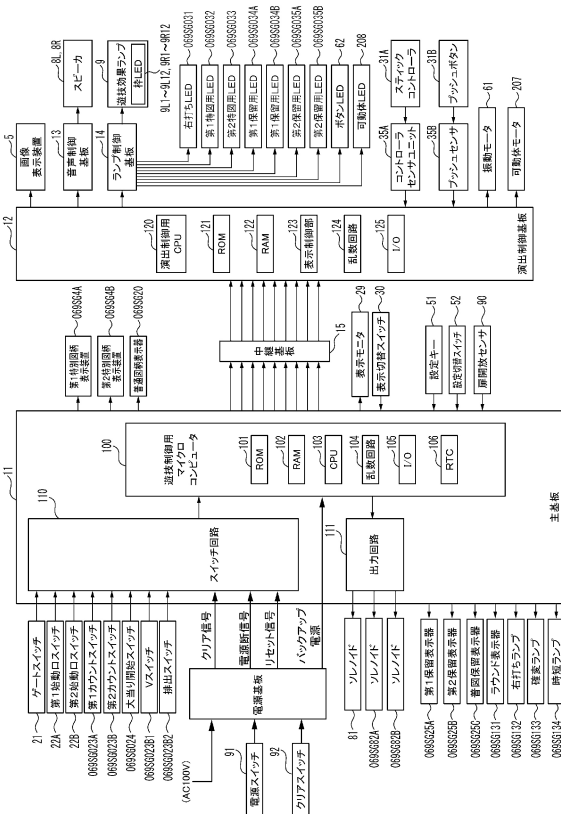 5
画像
表示装置
8L, 8R
スピーカ
13
音声制御
基板
9
遊技効果ランプ
枠LED
9L1～9L12, 9R1～9R12
14
ランプ制御
基板
069SG031
右打ちLED
069SG032
第1特図用LED
069SG033
第2特図用LED
069SG034A
第1保留用LED
069SG034B
第1保留用LED
069SG035A
第2保留用LED
069SG035B
第2保留用LED
62
ボタンLED
208
可動体LED
31A
スティック
コントローラ
35A
コントローラ
センサユニット
31B
プッシュボタン
35B
プッシュセンサ
61
振動モータ
207
可動体モータ
12
120
演出制御用
CPU
121
ROM
122
RAM
123
表示制御部
124
乱数回路
125
I/O
演出制御基板
069SG4A
第1特別図柄
表示装置
069SG4B
第2特別図柄
表示装置
069SG20
普通図柄表示器
15
中継
基板
29
表示モニタ
30
表示切替スイッチ
51
設定キー
52
設定切替スイッチ
90
扉開放センサ
11
100
遊技制御用
マイクロ
コンピュータ
101
ROM
102
RAM
103
CPU
104
乱数回路
105
I/O
106
RTC
110
スイッチ回路
111
出力回路
主基板
21
ゲートスイッチ
22A
第1始動口スイッチ
22B
第2始動口スイッチ
069SG023A
第1カウントスイッチ
069SG023B
第2カウントスイッチ
069SG024
大当り開始スイッチ
069SG023B1
Vスイッチ
069SG023B2
排出スイッチ
クリア信号
電源断信号
リセット信号
バックアップ
電源
電源基板
(AC100V)
91
電源スイッチ
92
クリアスイッチ
81
ソレノイド
069SG82A
ソレノイド
069SG82B
ソレノイド
069SG25A
第1保留表示器
069SG25B
第2保留表示器
069SG25C
普図保留表示器
069SG131
ラウンド表示器
069SG132
右打ちランプ
069SG133
確変ランプ
069SG134
時短ランプ